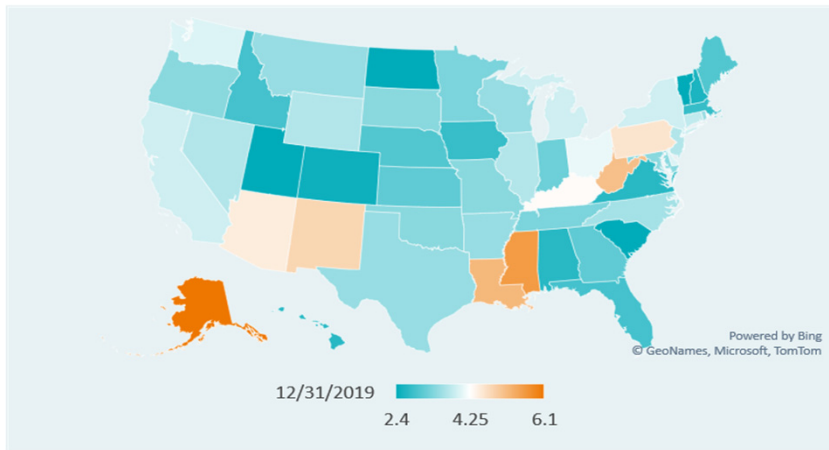 Powered by Bing
© GeoNames, Microsoft, TomTom
12/31/2019
2.4 4.25 6.1